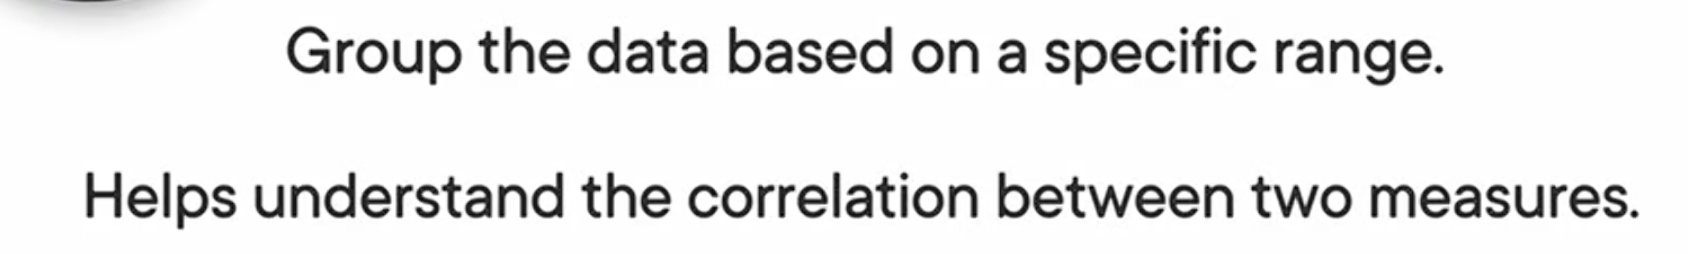 Group the data based on a specific range.
Helps understand the correlation between two measures.